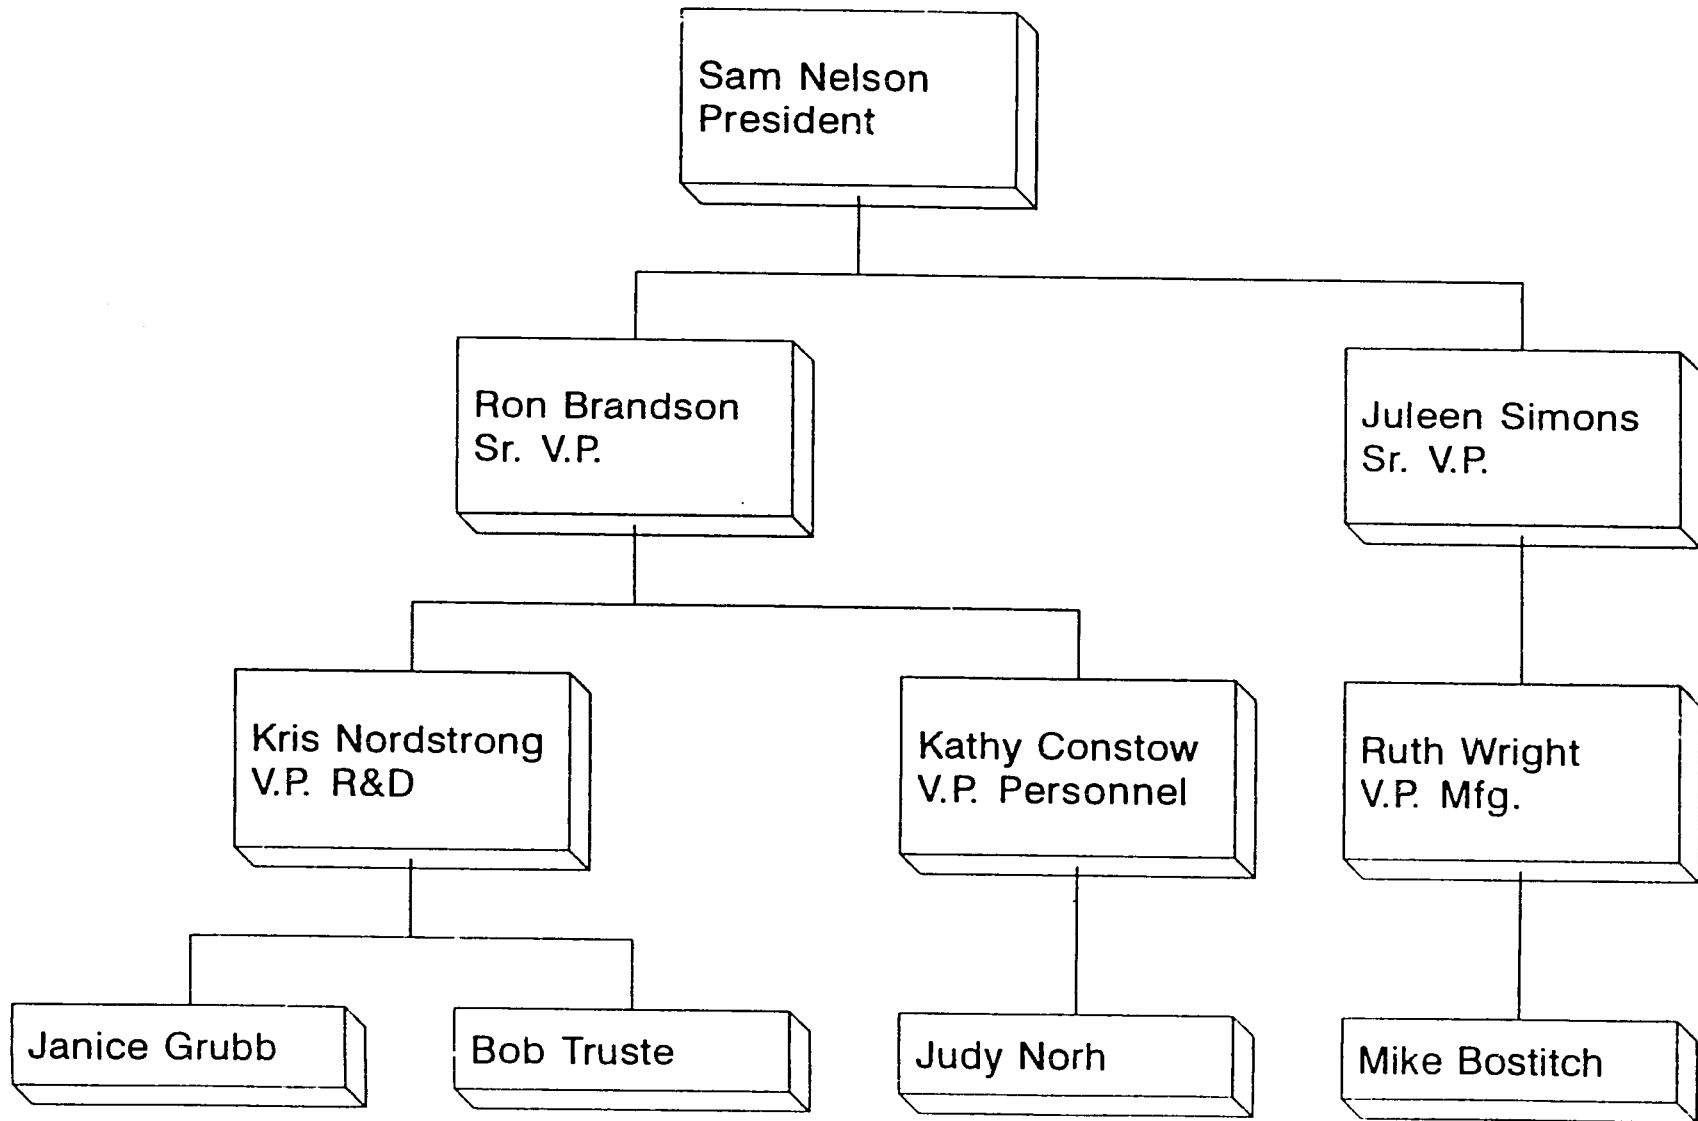 Sam Nelson
President
Ron Brandson
Sr. V.P.
Juleen Simons
Sr. V.P.
Kris Nordstrong
V.P. R&D
Kathy Constow
V.P. Personnel
Ruth Wright
V.P. Mfg.
Janice Grubb
Bob Truste
Judy Norh
Mike Bostitch